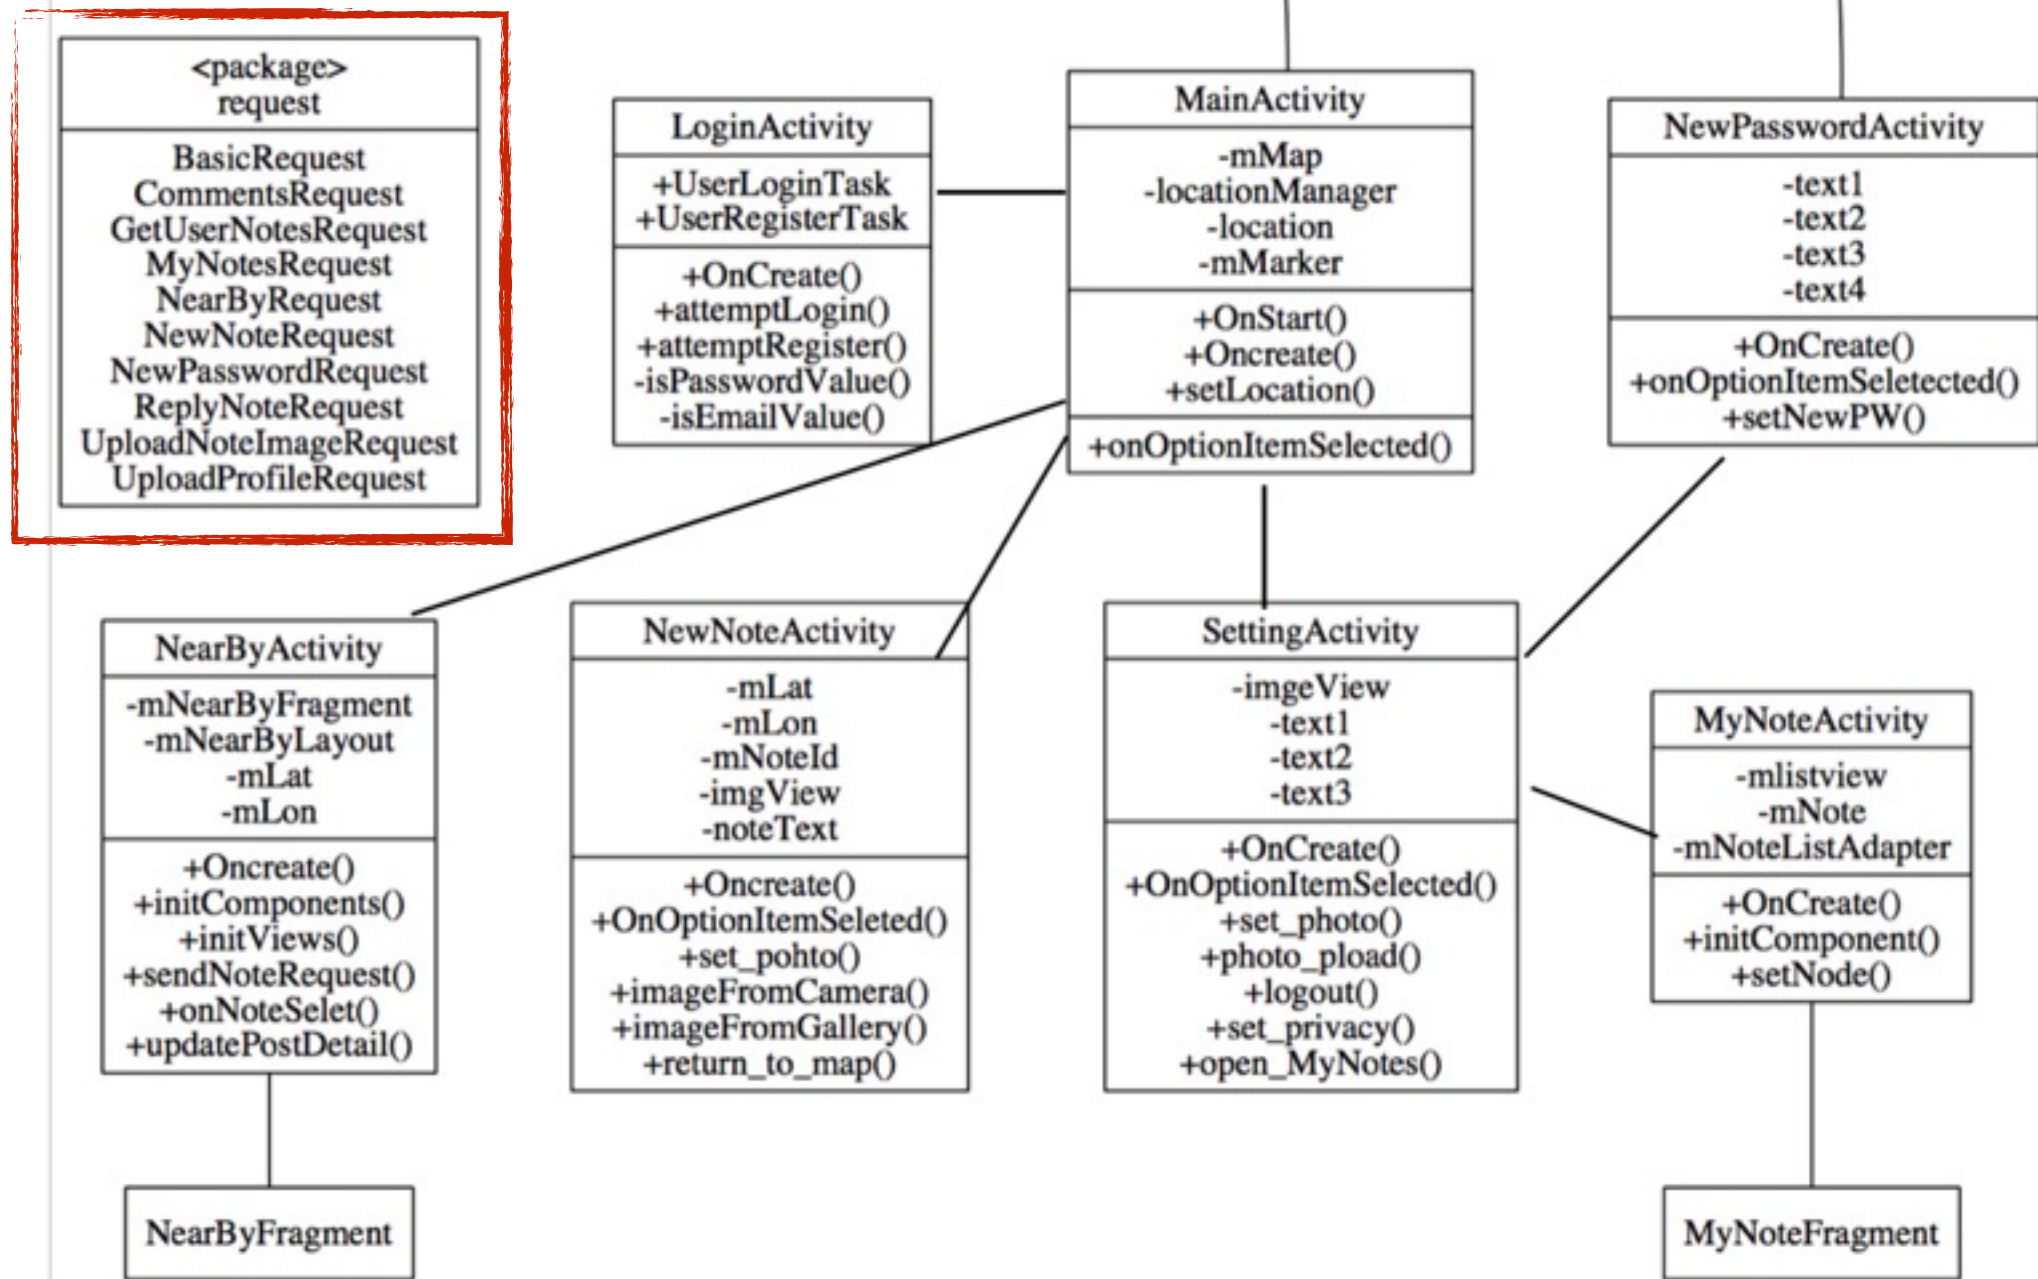 <package>
request
BasicRequest
CommentsRequest
GetUserNotesRequest
MyNotesRequest
NearByRequest
NewNoteRequest
NewPasswordRequest
ReplyNoteRequest
UploadNoteImageRequest
UploadProfileRequest
LoginActivity
+UserLoginTask
+UserRegisterTask
+OnCreate()
+attemptLogin()
+attemptRegister()
-isPasswordValue()
-isEmailValue()
MainActivity
-mMap
-locationManager
-location
-mMarker
+OnStart()
+Oncreate()
+setLocation()
+onOptionItemSelected()
NewPasswordActivity
-text1
-text2
-text3
-text4
+OnCreate()
+onOptionItemSeletected()
+setNewPW()
NearByActivity
-mNearByFragment
-mNearByLayout
-mLat
-mLon
+Oncreate()
+initComponents()
+initViews()
+sendNoteRequest()
+onNoteSelet()
+updatePostDetail()
NewNoteActivity
-mLat
-mLon
-mNoteId
-imgView
-noteText
+Oncreate()
+OnOptionItemSeleted()
+set_pohto()
+imageFromCamera()
+imageFromGallery()
+return_to_map()
SettingActivity
-imgeView
-text1
-text2
-text3
+OnCreate()
+OnOptionItemSelected()
+set_photo()
+photo_pload()
+logout()
+set_privacy()
+open_MyNotes()
MyNoteActivity
-mlistview
-mNote
-mNoteListAdapter
+OnCreate()
+initComponent()
+setNode()
NearByFragment
MyNoteFragment